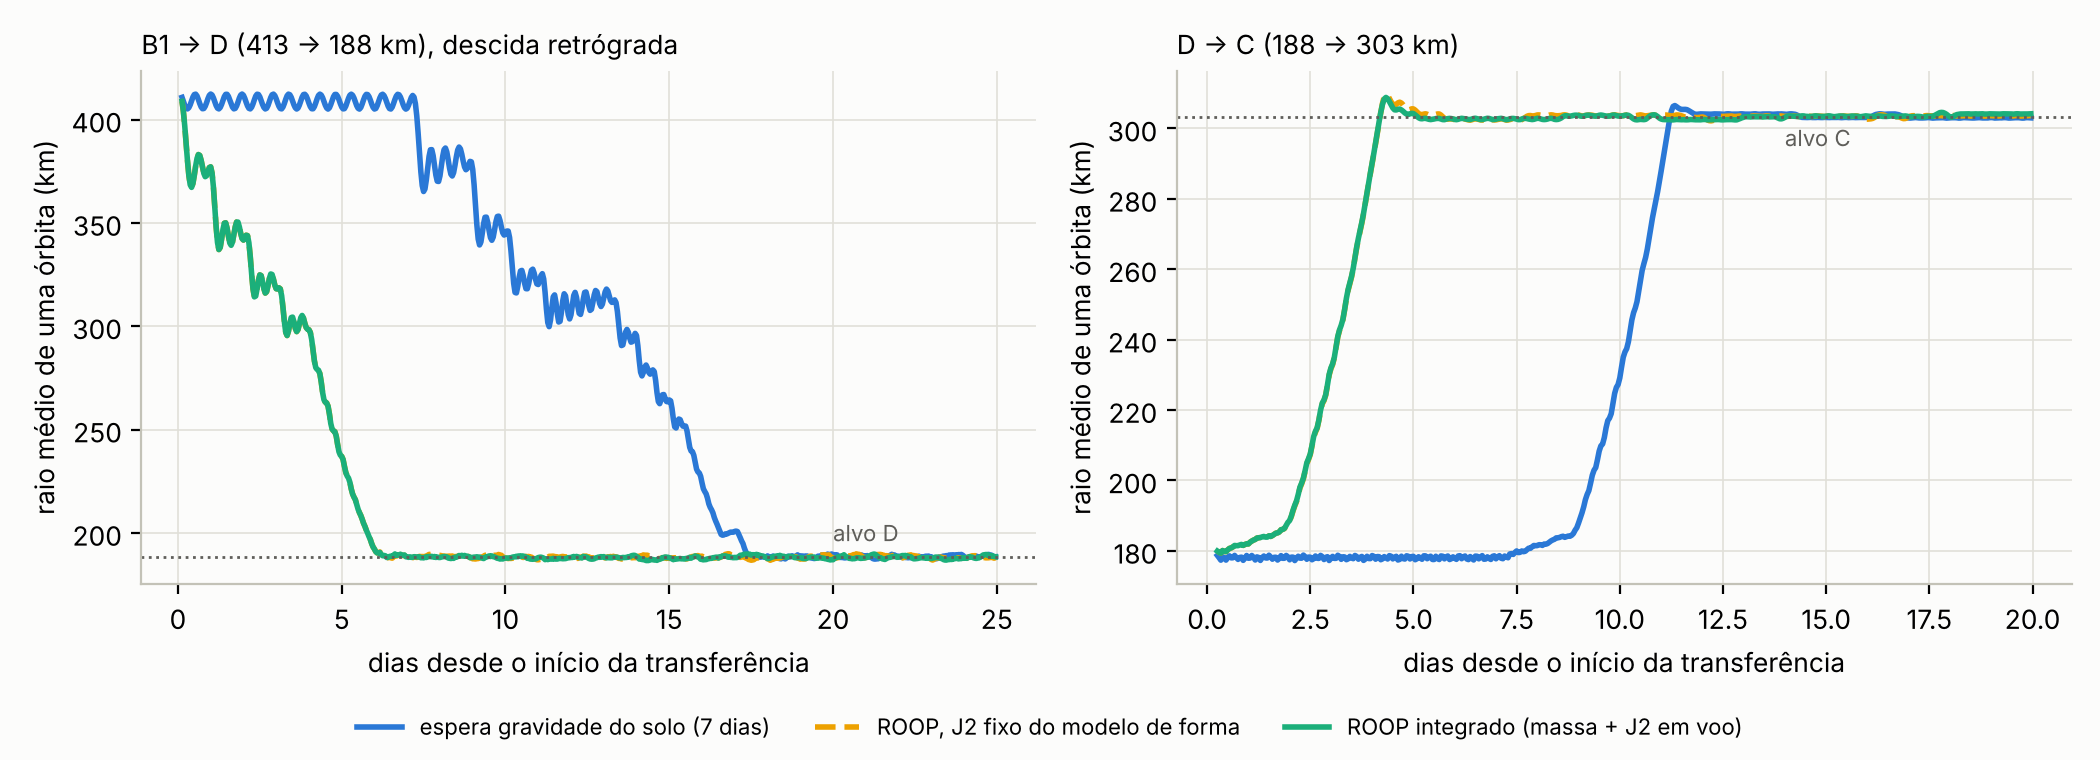 B1 → D (413 → 188 km), descida retrógrada
raio médio de uma órbita (km)
400
350
300
250
200
alvo D
0 5 10 15 20 25
dias desde o início da transferência
D → C (188 → 303 km)
raio médio de uma órbita (km)
300
280
260
240
220
200
180
alvo C
0.0 2.5 5.0 7.5 10.0 12.5 15.0 17.5 20.0
dias desde o início da transferência
espera gravidade do solo (7 dias)
ROOP, J2 fixo do modelo de forma
ROOP integrado (massa + J2 em voo)